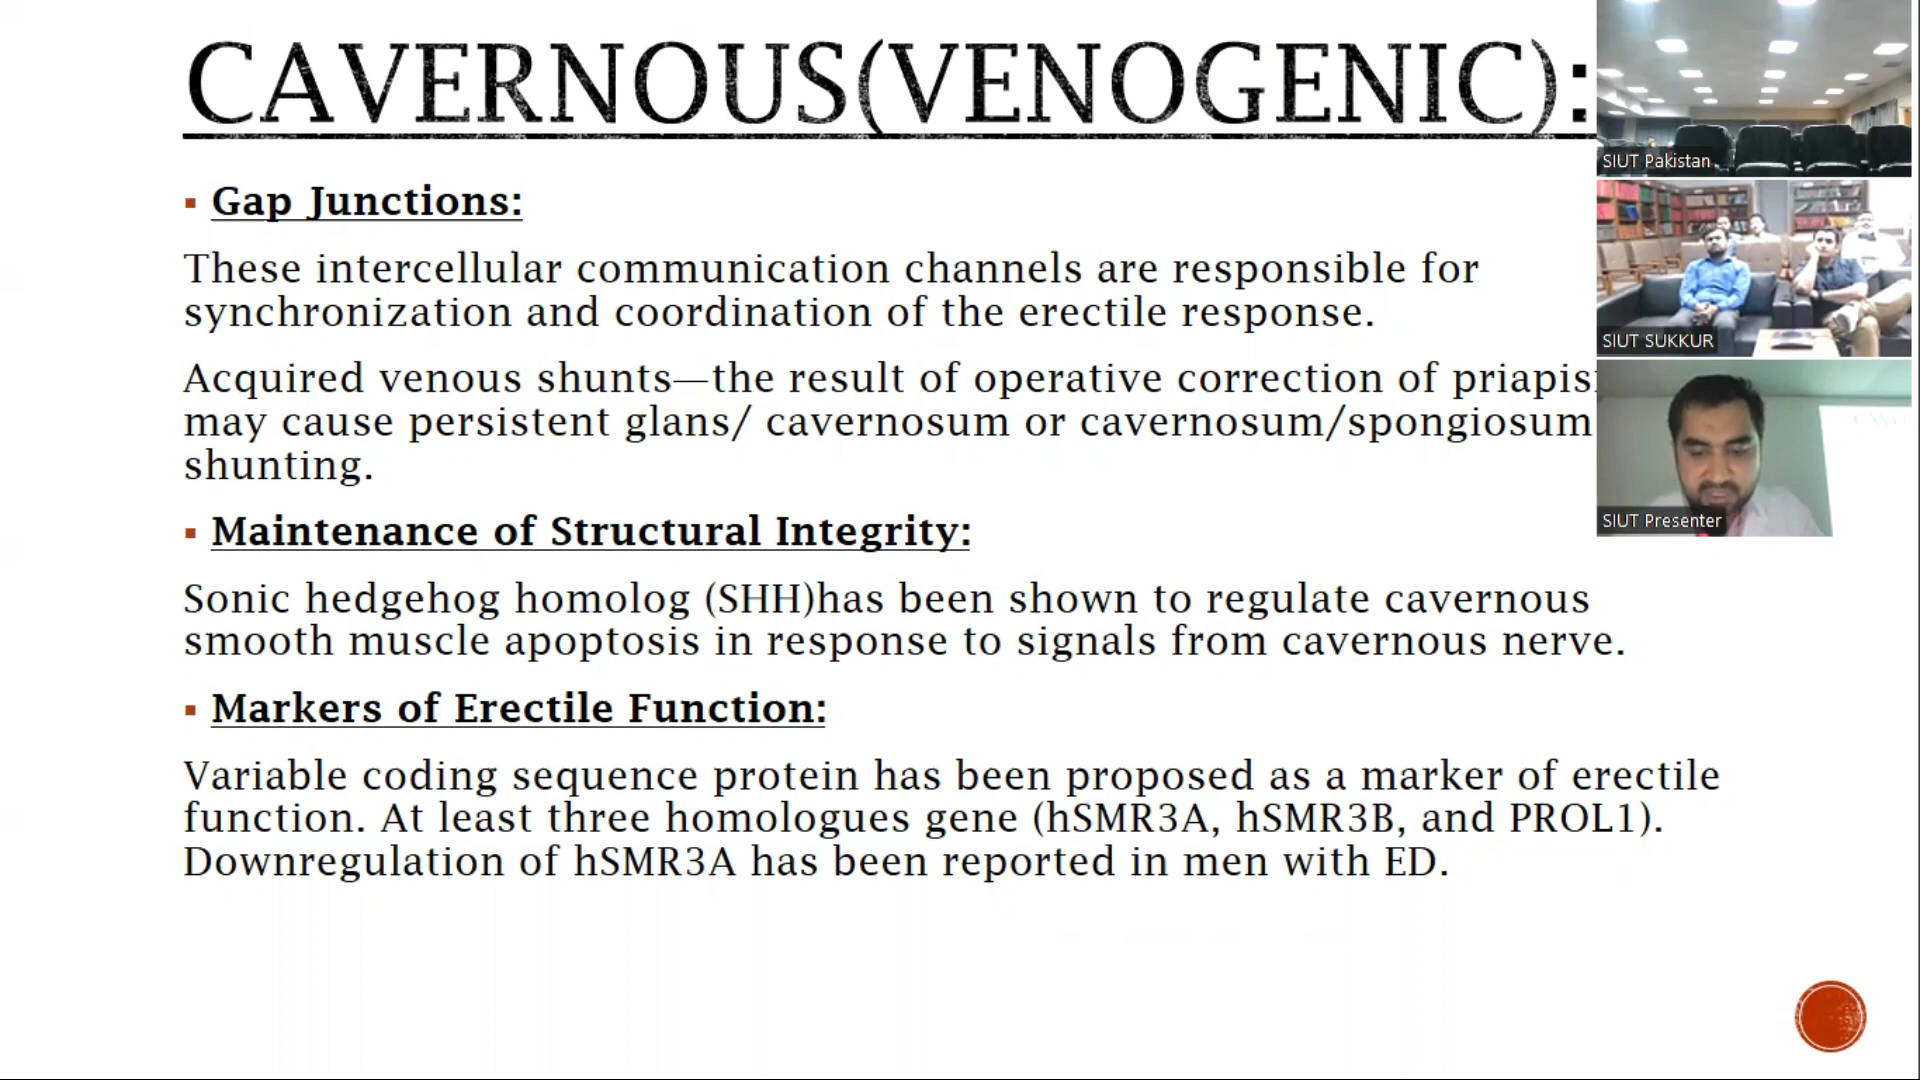 CAVERNOUS(VENOGENIC):
Gap Junctions:
These intercellular communication channels are responsible for
synchronization and coordination of the erectile response.
Acquired venous shunts—the result of operative correction of
may cause persistent glans/ cavernosum or cavernosum/spongiosum
shunting.
Maintenance of Structural Integrity:
Sonic hedgehog homolog (SHH)has been shown to regulate cavernous
smooth muscle apoptosis in response to signals from cavernous nerve.
Markers of Erectile Function:
Variable coding sequence protein has been proposed as a marker of erectile
function. At least three homologues gene (hSMR3A, hSMR3B, and PROL1).
Downregulation of hSMR3A has been reported in men with ED.
SIUT Pakistan
SIUT SUKKUR
SIUT Presenter